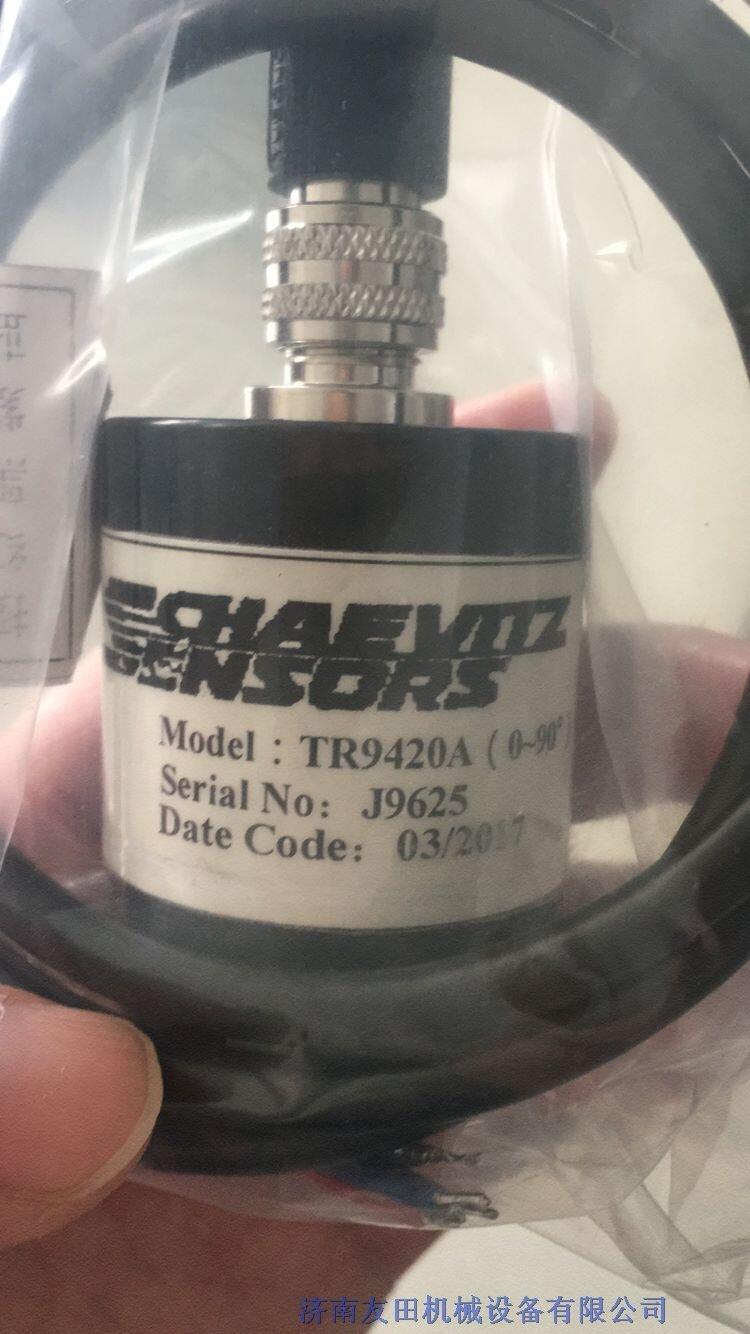 SCHAEVITZ
SENSORS
Model : TR9420A ( 0~90° )
Serial No: J9625
Date Code: 03/2017
济南友田机械设备有限公司